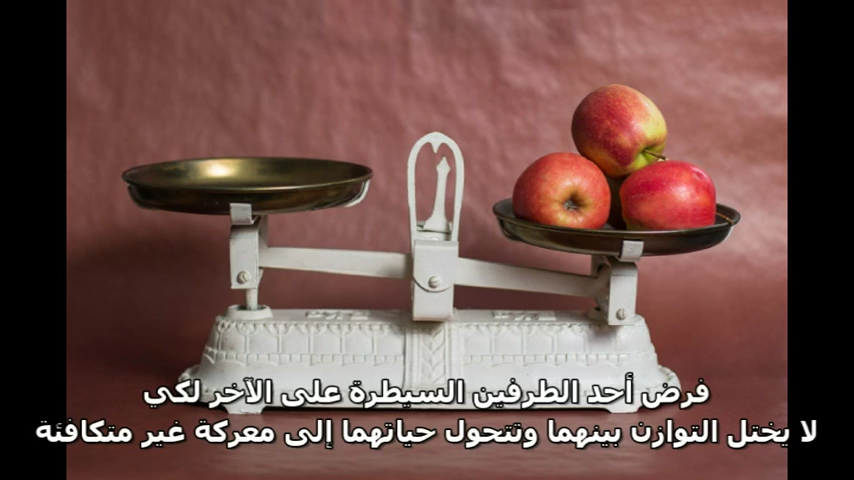 فرض أحد الطرفين السيطرة على الآخر لكي
لا يختل التوازن بينهما وتتحول حياتهما إلى معركة غير متكافئة